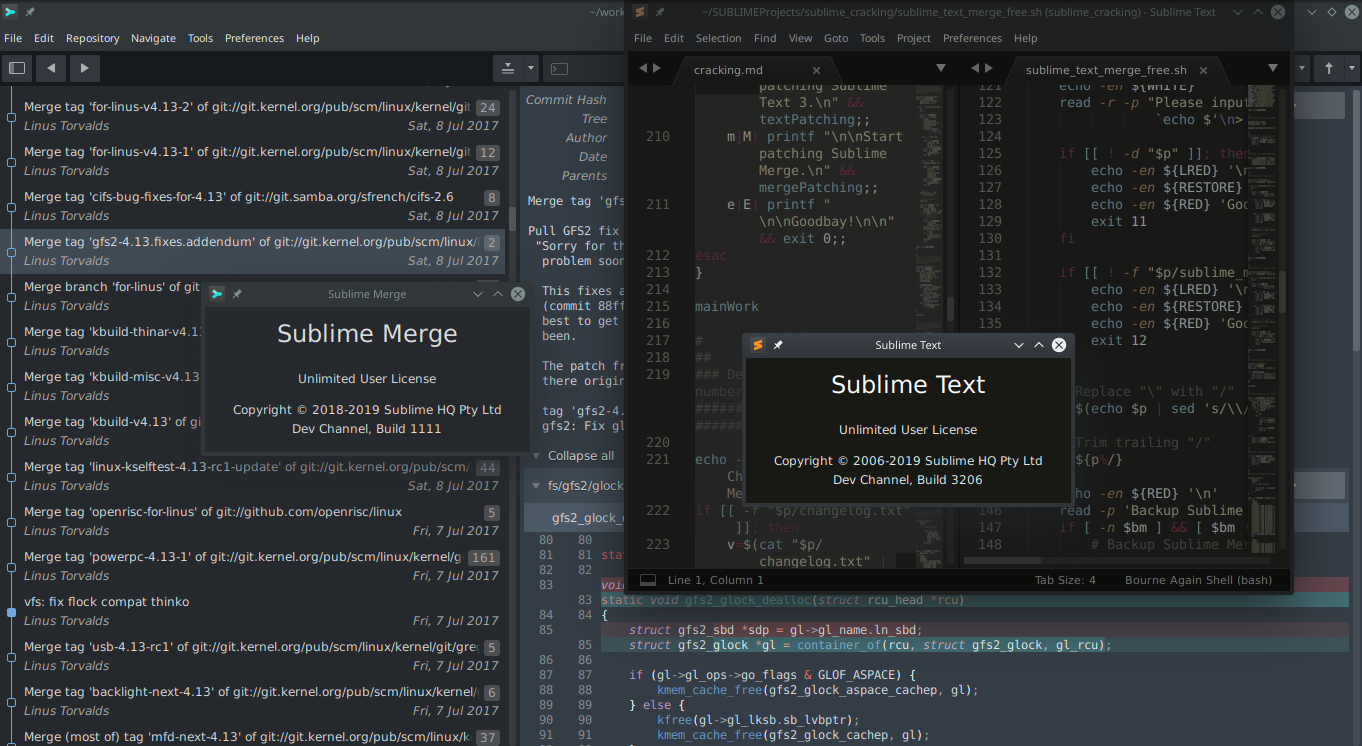 ~/work
File Edit Repository Navigate Tools Preferences Help
Merge tag 'for-linus-v4.13-2' of git://git.kernel.org/pub/scm/linux/kernel/git 24
Linus Torvalds Sat, 8 Jul 2017
Merge tag 'for-linus-v4.13-1' of git://git.kernel.org/pub/scm/linux/kernel/git 12
Linus Torvalds Sat, 8 Jul 2017
Merge tag 'cifs-bug-fixes-for-4.13' of git://git.samba.org/sfrench/cifs-2.6 8
Linus Torvalds Sat, 8 Jul 2017
Merge tag 'gfs2-4.13.fixes.addendum' of git://git.kernel.org/pub/scm/linux/ 2
Linus Torvalds Sat, 8 Jul 2017
Merge branch 'for-linus' of git
Linus Torvalds
Merge tag 'kbuild-thinar-v4.1
Linus Torvalds
Merge tag 'kbuild-misc-v4.13
Linus Torvalds
Merge tag 'kbuild-v4.13' of gi
Linus Torvalds
Merge tag 'linux-kselftest-4.13-rc1-update' of git://git.kernel.org/pub/scm/ 44
Linus Torvalds Sat, 8 Jul 2017
Merge tag 'openrisc-for-linus' of git://github.com/openrisc/linux 5
Linus Torvalds Fri, 7 Jul 2017
Merge tag 'powerpc-4.13-1' of git://git.kernel.org/pub/scm/linux/kernel/g 161
Linus Torvalds Fri, 7 Jul 2017
vfs: fix flock compat thinko
Linus Torvalds Fri, 7 Jul 2017
Merge tag 'usb-4.13-rc1' of git://git.kernel.org/pub/scm/linux/kernel/git/gre 5
Linus Torvalds Fri, 7 Jul 2017
Merge tag 'backlight-next-4.13' of git://git.kernel.org/pub/scm/linux/kernel/ 6
Linus Torvalds Fri, 7 Jul 2017
Merge (most of) tag 'mfd-next-4.13' of git://git.kernel.org/pub/scm/linux/k 37
Sublime Merge
Sublime Merge
Unlimited User License
Copyright © 2018-2019 Sublime HQ Pty Ltd
Dev Channel, Build 1111
Commit Hash
Tree
Author
Date
Parents
Merge tag 'gfs
Pull GFS2 fix
"Sorry for th
problem soon
This fixes a
(commit 88ff
best to get
been.
The patch fr
there origin
tag 'gfs2-4.
gfs2: Fix gl
Collapse all
fs/gfs2/glock
gfs2_glock_
80 80
81 81 sta
82 82
83 voi
83 static void gfs2_glock_dealloc(struct rcu_head *rcu)
84 84 {
85 struct gfs2_sbd *sdp = gl->gl_name.ln_sbd;
85 struct gfs2_glock *gl = container_of(rcu, struct gfs2_glock, gl_rcu);
86 86
87 87 if (gl->gl_ops->go_flags & GLOF_ASPACE) {
88 88 kmem_cache_free(gfs2_glock_aspace_cachep, gl);
89 89 } else {
90 90 kfree(gl->gl_lksb.sb_lvbptr);
91 91 kmem_cache_free(gfs2_glock_cachep, gl);
~/SUBLIMEProjects/sublime_cracking/sublime_text_merge_free.sh (sublime_cracking) - Sublime Text
File Edit Selection Find View Goto Tools Project Preferences Help
cracking.md
patching Sublime
Text 3.\n" &&
textPatching;;
210 m|M) printf "\n\nStart
patching Sublime
Merge.\n" &&
mergePatching;;
211 e|E) printf "
\n\nGoodbay!\n\n"
&& exit 0;;
212 esac
213 }
214
215 mainWork
216
217 #
218 ##
219 ### De
number
220
221 echo -
Ch
Me
222 if [[ -f "$p/changelog.txt"
]]; then
223 v=$(cat "$p/
changelog.txt" |
sublime_text_merge_free.sh
121 echo -en ${WHITE}
122 read -r -p "Please input
123 `echo $'\n>
124
125 if [[ ! -d "$p" ]]; then
126 echo -en ${LRED} '\n
127 echo -en ${RESTORE}
128 echo -en ${RED} 'Goo
129 exit 11
130 fi
131
132 if [[ ! -f "$p/sublime_m
133 echo -en ${LRED} '\n
134 echo -en ${RESTORE}
135 echo -en ${RED} 'Goo
exit 12
Replace "\" with "/"
$(echo $p | sed 's/\\/
Trim trailing "/"
${p%/}
ho -en ${RED} '\n'
146 read -p 'Backup Sublime
147 if [ -n $bm ] && [ $bm
148 # Backup Sublime Mer
Sublime Text
Sublime Text
Unlimited User License
Copyright © 2006-2019 Sublime HQ Pty Ltd
Dev Channel, Build 3206
Line 1, Column 1 Tab Size: 4 Bourne Again Shell (bash)